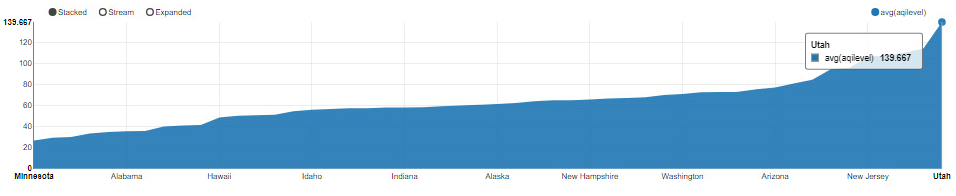 Stacked Stream Expanded avg(aqilevel)
139.667
Utah
avg(aqilevel) 139.667
120
100
80
60
40
20
0
Minnesota Alabama Hawaii Idaho Indiana Alaska New Hampshire Washington Arizona New Jersey Utah